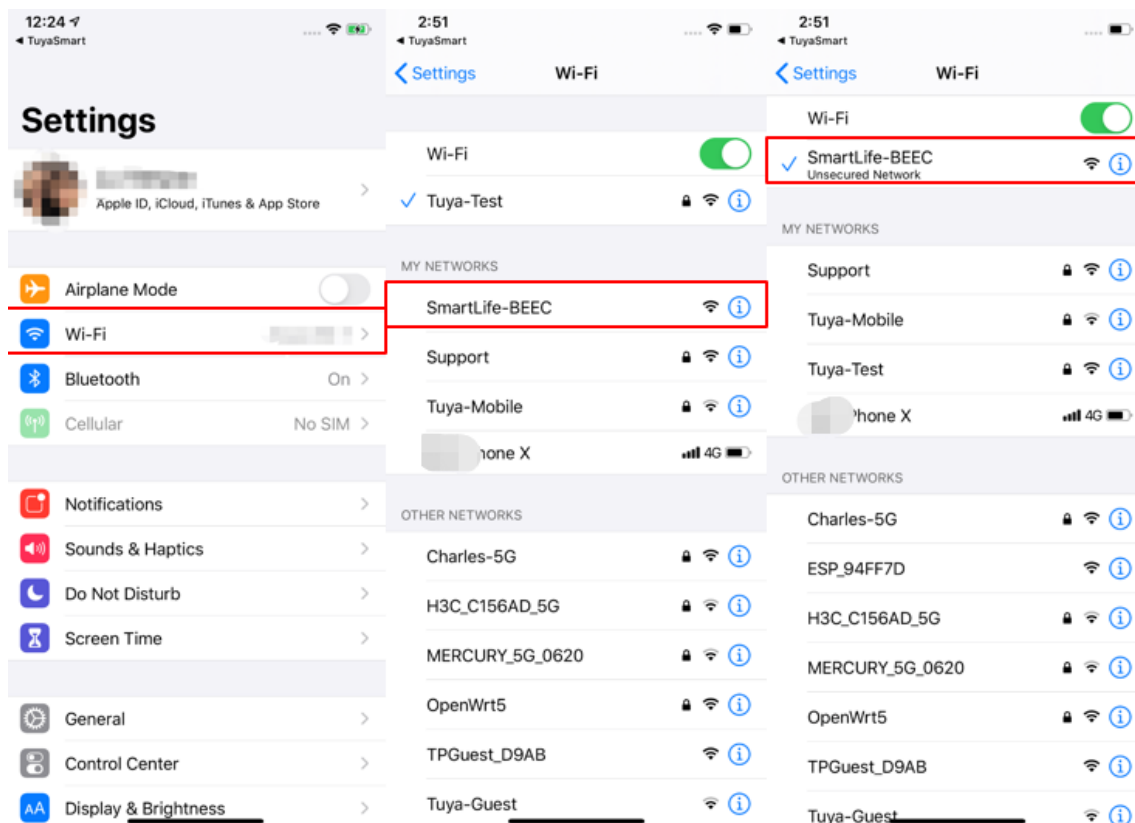 12:24
◀ TuyaSmart
Settings
Apple ID, iCloud, iTunes & App Store
Airplane Mode
Wi-Fi
Bluetooth On
Cellular No SIM
Notifications
Sounds & Haptics
Do Not Disturb
Screen Time
General
Control Center
AA Display & Brightness
2:51
◀ TuyaSmart
Settings Wi-Fi
Wi-Fi
Tuya-Test
MY NETWORKS
SmartLife-BEEC
Support
Tuya-Mobile
hone X 4G
OTHER NETWORKS
Charles-5G
H3C_C156AD_5G
MERCURY_5G_0620
OpenWrt5
TPGuest_D9AB
Tuya-Guest
2:51
◀ TuyaSmart
Settings Wi-Fi
Wi-Fi
SmartLife-BEEC
Unsecured Network
MY NETWORKS
Support
Tuya-Mobile
Tuya-Test
Phone X 4G
OTHER NETWORKS
Charles-5G
ESP_94FF7D
H3C_C156AD_5G
MERCURY_5G_0620
OpenWrt5
TPGuest_D9AB
Tuya-Guest